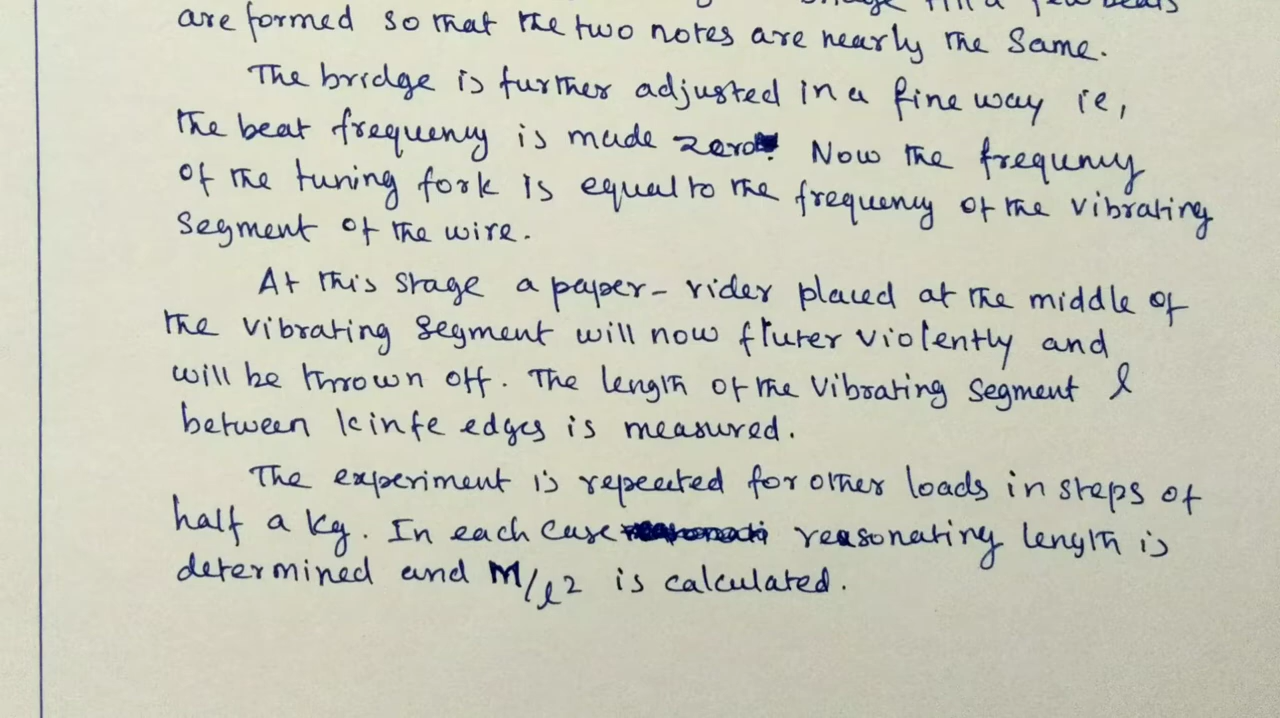 till a few beats
are formed so that the two notes are nearly the same.
The bridge is further adjusted in a fine way ie,
the beat frequency is made zero. Now the frequnuy
of the tuning fork is equal to the frequency of the vibrating
segment of the wire.
At this stage a paper-rider placed at the middle of
the vibrating segment will now fluter violently and
will be thrown off. The length of the vibrating segment l
between kinfe edges is measured.
The experiment is repeated for other loads in steps of
half a kg. In each case reasonating length is
determined and M/l2 is calculated.